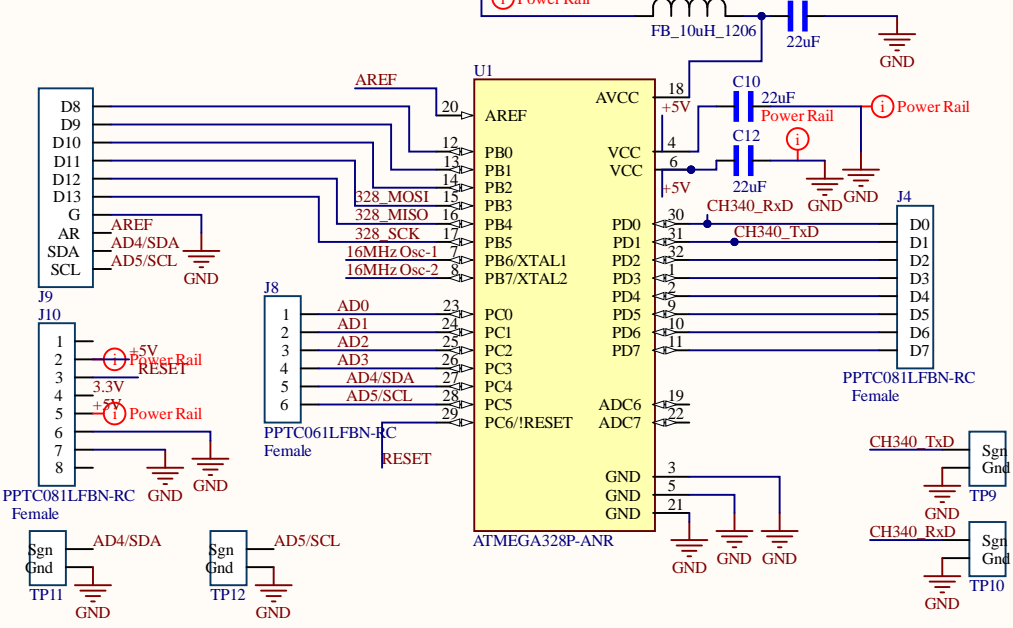 i Power Rail
FB_10uH_1206
22uF
GND
U1
AREF
20
AREF
AVCC
18
+5V
C10
22uF
i Power Rail
Power Rail
i
VCC
4
C12
VCC
6
+5V
22uF
GND
GND
D8
D9
D10
D11
D12
D13
G
AR
SDA
SCL
AREF
AD4/SDA
AD5/SCL
GND
J9
12
PB0
13
PB1
14
PB2
328_MOSI
15
PB3
328_MISO
16
PB4
328_SCK
17
PB5
16MHz Osc-1
7
PB6/XTAL1
16MHz Osc-2
8
PB7/XTAL2
CH340_RxD
CH340_TxD
J4
PD0
30
D0
PD1
31
D1
PD2
32
D2
PD3
1
D3
PD4
2
D4
PD5
9
D5
PD6
10
D6
PD7
11
D7
PPTC081LFBN-RC
Female
J8
1
AD0
23
PC0
2
AD1
24
PC1
3
AD2
25
PC2
4
AD3
26
PC3
5
AD4/SDA
27
PC4
6
AD5/SCL
28
PC5
29
PC6/!RESET
PPTC061LFBN-RC
Female
RESET
ADC6
19
ADC7
22
GND
3
GND
5
GND
21
GND
GND
GND
ATMEGA328P-ANR
J10
1
2
3
4
5
6
7
8
+5V
i Power Rail
RESET
3.3V
+5V
i Power Rail
GND
GND
PPTC081LFBN-RC
Female
Sgn
Gnd
AD4/SDA
TP11
GND
Sgn
Gnd
AD5/SCL
TP12
GND
CH340_TxD
Sgn
Gnd
TP9
GND
CH340_RxD
Sgn
Gnd
TP10
GND